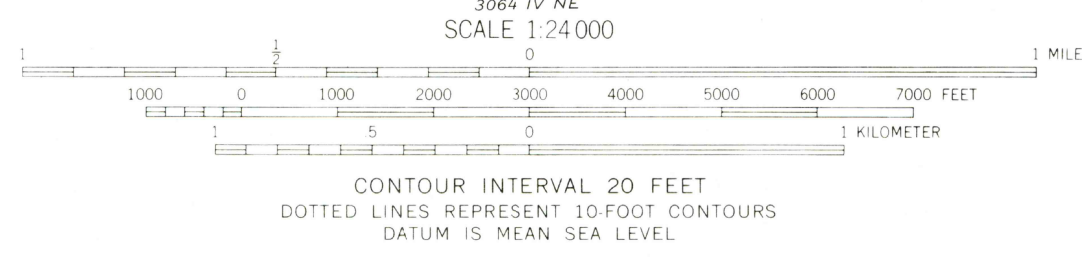 3064 IV NE
SCALE 1:24 000
1 1/2 0 1 MILE
1000 0 1000 2000 3000 4000 5000 6000 7000 FEET
1 .5 0 1 KILOMETER
CONTOUR INTERVAL 20 FEET
DOTTED LINES REPRESENT 10-FOOT CONTOURS
DATUM IS MEAN SEA LEVEL